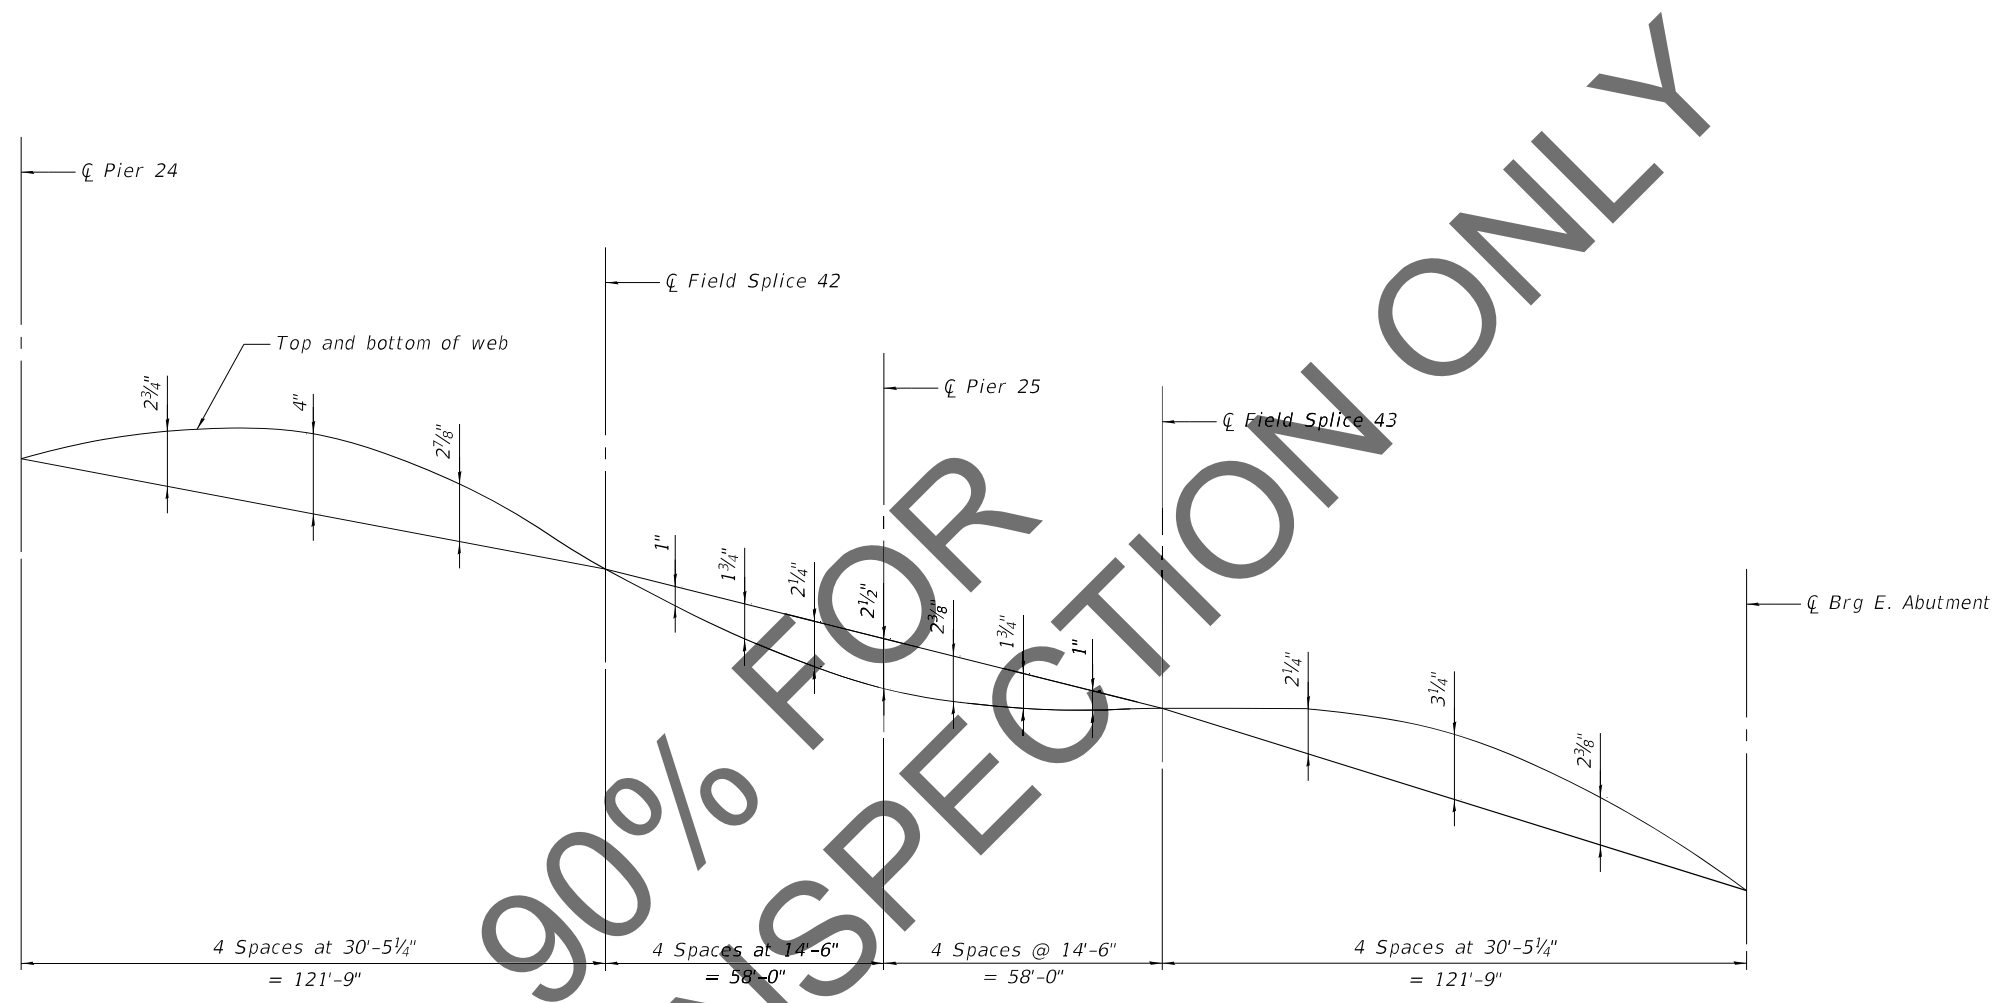 ℄ Pier 24
℄ Field Splice 42
Top and bottom of web
℄ Pier 25
℄ Field Splice 43
℄ Brg E. Abutment
2¾"
4"
2⅞"
1"
1¾"
2¼"
2½"
2⅜"
1¾"
1"
2¼"
3¼"
2⅜"
4 Spaces at 30'-5¼"
= 121'-9"
4 Spaces at 14'-6"
= 58'-0"
4 Spaces @ 14'-6"
= 58'-0"
4 Spaces at 30'-5¼"
= 121'-9"
90% FOR
SPECTION ONLY